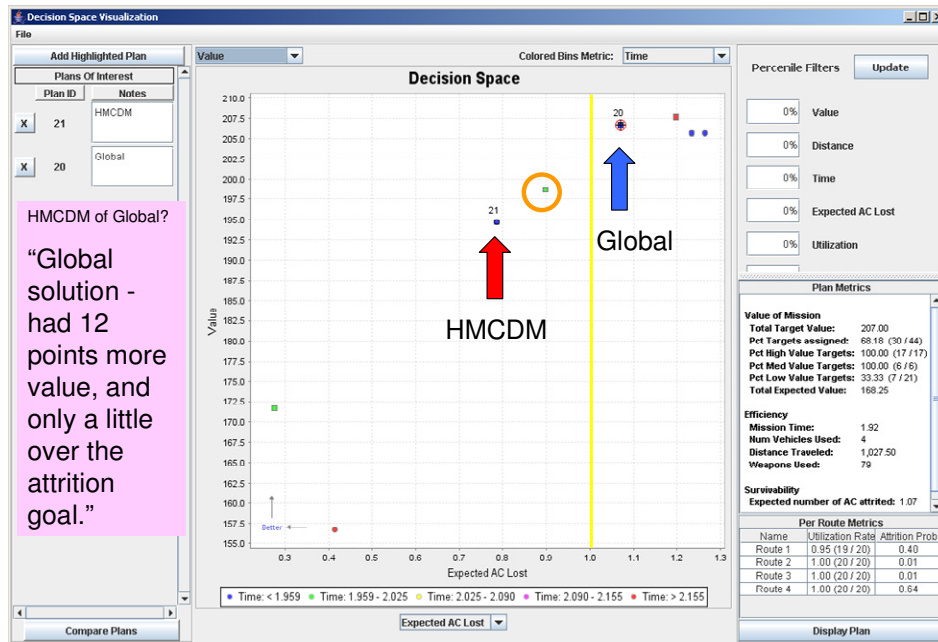 Decision Space Visualization
File
Add Highlighted Plan
Plans Of Interest
Plan ID Notes
X 21 HMCDM
X 20 Global
HMCDM of Global?
“Global
solution -
had 12
points more
value, and
only a little
over the
attrition
goal.”
Compare Plans
Value
Colored Bins Metric: Time
Decision Space
Value
210.0
207.5
205.0
202.5
200.0
197.5
195.0
192.5
190.0
187.5
185.0
182.5
180.0
177.5
175.0
172.5
170.0
167.5
165.0
162.5
160.0
157.5
155.0
20
21
Global
HMCDM
Better
0.3 0.4 0.5 0.6 0.7 0.8 0.9 1.0 1.1 1.2 1.3
Expected AC Lost
Time: < 1.959 Time: 1.959 - 2.025 Time: 2.025 - 2.090 Time: 2.090 - 2.155 Time: > 2.155
Expected AC Lost
Percenile Filters Update
0% Value
0% Distance
0% Time
0% Expected AC Lost
0% Utilization
Plan Metrics
Value of Mission
Total Target Value: 207.00
Pct Targets assigned: 68.18 (30 / 44)
Pct High Value Targets: 100.00 (17 / 17)
Pct Med Value Targets: 100.00 (6 / 6)
Pct Low Value Targets: 33.33 (7 / 21)
Total Expected Value: 168.25
Efficiency
Mission Time: 1.92
Num Vehicles Used: 4
Distance Traveled: 1,027.50
Weapons Used: 79
Survivability
Expected number of AC attrited: 1.07
Per Route Metrics
Name Utilization Rate Attrition Prob
Route 1 0.95 (19 / 20) 0.40
Route 2 1.00 (20 / 20) 0.01
Route 3 1.00 (20 / 20) 0.01
Route 4 1.00 (20 / 20) 0.64
Display Plan